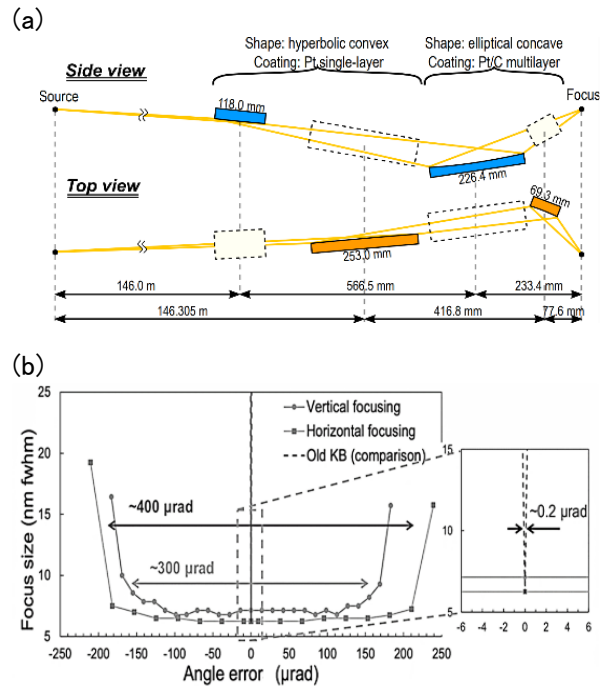 (a)
Shape: hyperbolic convex
Coating: Pt single-layer
Shape: elliptical concave
Coating: Pt/C multilayer
Side view
Source
118.0 mm
Focus
226.4 mm
Top view
69.3 mm
253.0 mm
146.0 m
566.5 mm
233.4 mm
146.305 m
416.8 mm
77.6 mm
(b)
Focus size (nm fwhm)
25
20
15
10
5
Vertical focusing
Horizontal focusing
Old KB (comparison)
~400 µrad
~300 µrad
-250
-200
-150
-100
-50
0
50
100
150
200
250
Angle error (µrad)
15
10
5
~0.2 µrad
-6
-4
-2
0
2
4
6